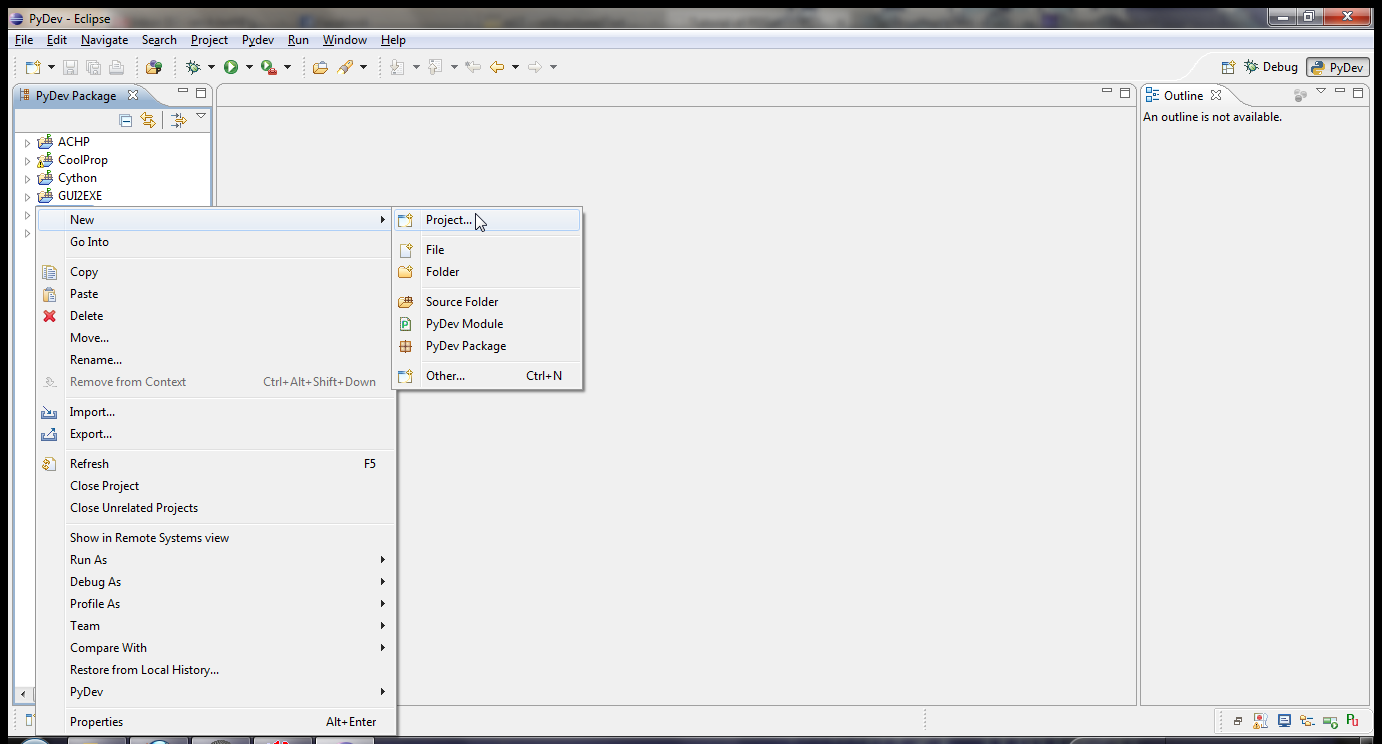 PyDev - Eclipse
File Edit Navigate Search Project Pydev Run Window Help
Debug PyDev
PyDev Package
Outline
An outline is not available.
ACHP
CoolProp
Cython
GUI2EXE
New
Go Into
Copy
Paste
Delete
Move...
Rename...
Remove from Context Ctrl+Alt+Shift+Down
Import...
Export...
Refresh F5
Close Project
Close Unrelated Projects
Show in Remote Systems view
Run As
Debug As
Profile As
Team
Compare With
Restore from Local History...
PyDev
Properties Alt+Enter
Project...
File
Folder
Source Folder
PyDev Module
PyDev Package
Other... Ctrl+N